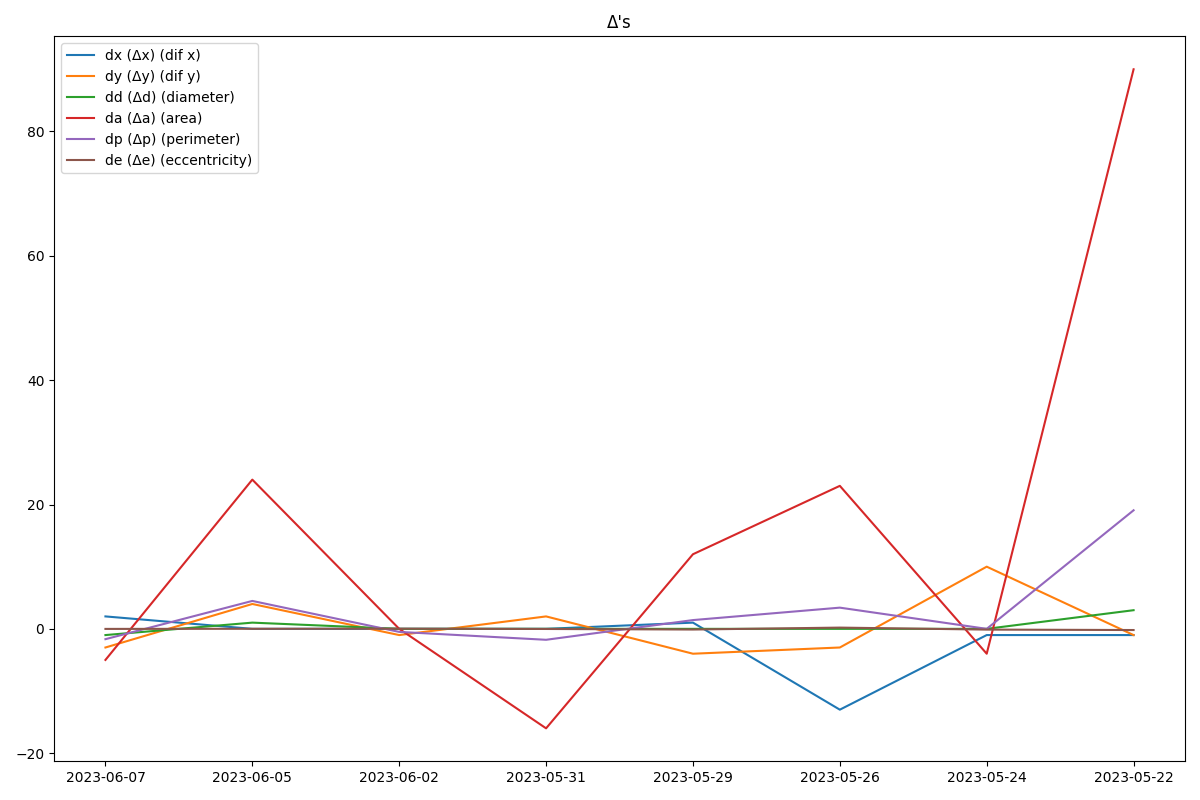 Δ's
dx (Δx) (dif x)
dy (Δy) (dif y)
dd (Δd) (diameter)
da (Δa) (area)
dp (Δp) (perimeter)
de (Δe) (eccentricity)
80
60
40
20
0
−20
2023-06-07 2023-06-05 2023-06-02 2023-05-31 2023-05-29 2023-05-26 2023-05-24 2023-05-22